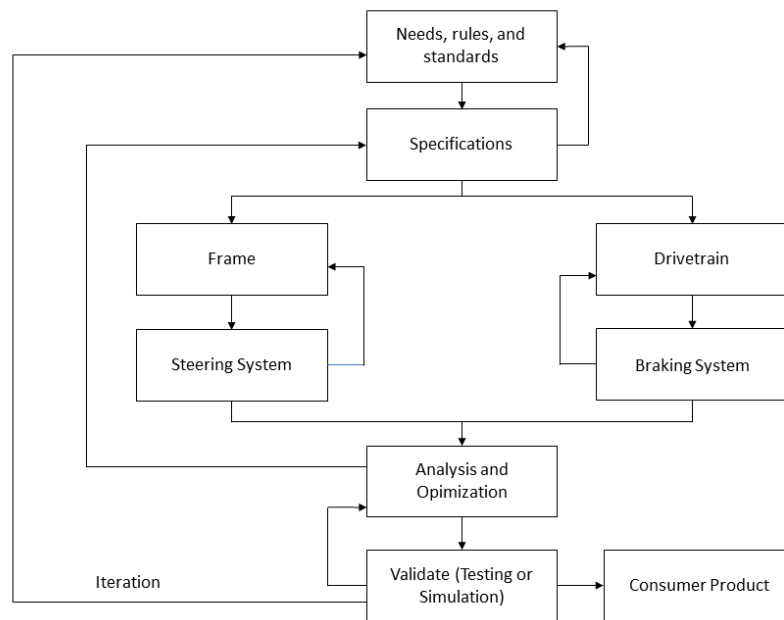 Needs, rules, and
standards
Specifications
Frame
Drivetrain
Steering System
Braking System
Analysis and
Opimization
Iteration
Validate (Testing or
Simulation)
Consumer Product